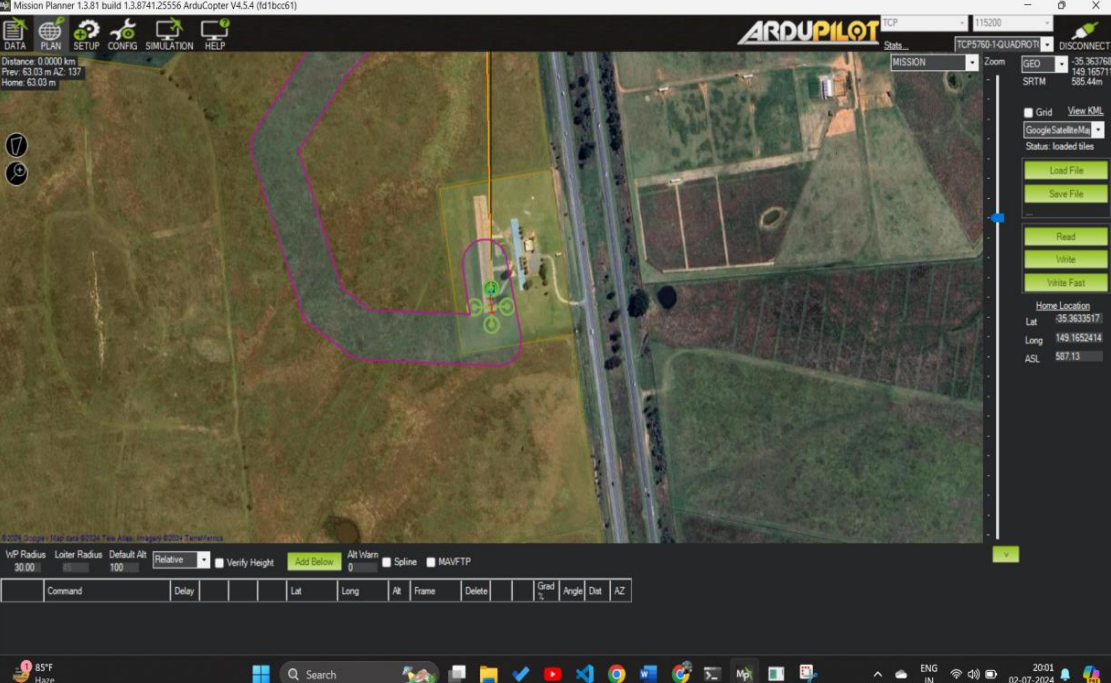 Mission Planner 1.3.81 build 1.3.8741.25556 ArduCopter V4.5.4 (fd1bcc61)
DATA PLAN SETUP CONFIG SIMULATION HELP
ARDUPILOT
TCP 115200
Stats... TCP5760-1-QUADROT DISCONNECT
Distance: 0.0000 km
Prev: 63.03 m AZ: 137
Home: 63.03 m
MISSION
Zoom
GEO -35.363768
149.165711
SRTM 585.44m
Grid View KML
GoogleSatelliteMap
Status: loaded tiles
Load File
Save File
...
Read
Write
Write Fast
Home Location
Lat -35.3633517
Long 149.1652414
ASL 587.13
©2024 Google - Map data ©2024 Tele Atlas, Imagery ©2024 TerraMetrics
WP Radius Loiter Radius Default Alt Alt Warn
30.00 45 100 Relative Verify Height Add Below 0 Spline MAVFTP
v
Command Delay Lat Long Alt Frame Delete Grad % Angle Dist AZ
1 85°F
Haze
Search
ENG
IN
20:01
02-07-2024